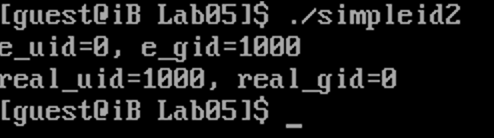 [guest@iB Lab05]$ ./simpleid2
e_uid=0, e_gid=1000
real_uid=1000, real_gid=0
[guest@iB Lab05]$ _